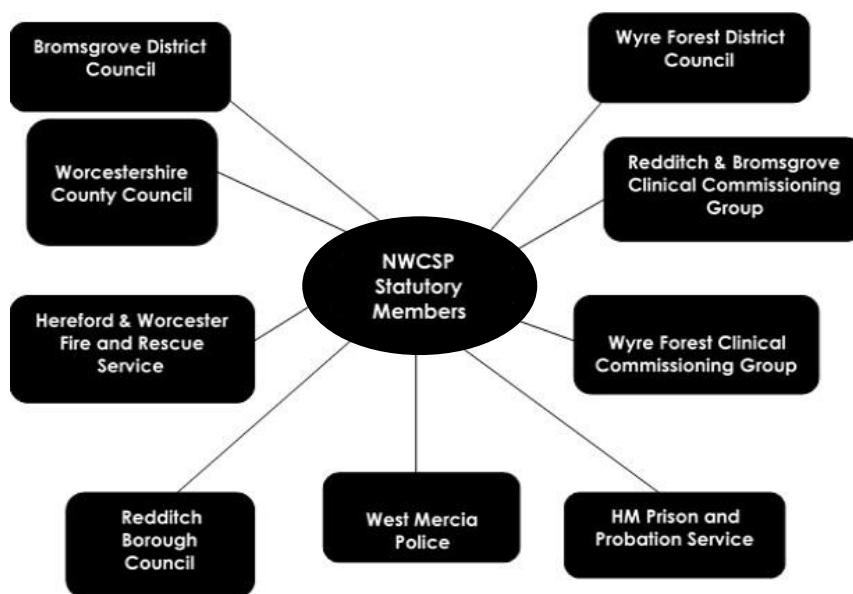 Bromsgrove District
Council
Wyre Forest District
Council
Worcestershire
County Council
Redditch & Bromsgrove
Clinical Commissioning
Group
NWCSP
Statutory
Members
Hereford & Worcester
Fire and Rescue
Service
Wyre Forest Clinical
Commissioning Group
Redditch
Borough
Council
West Mercia
Police
HM Prison and
Probation Service